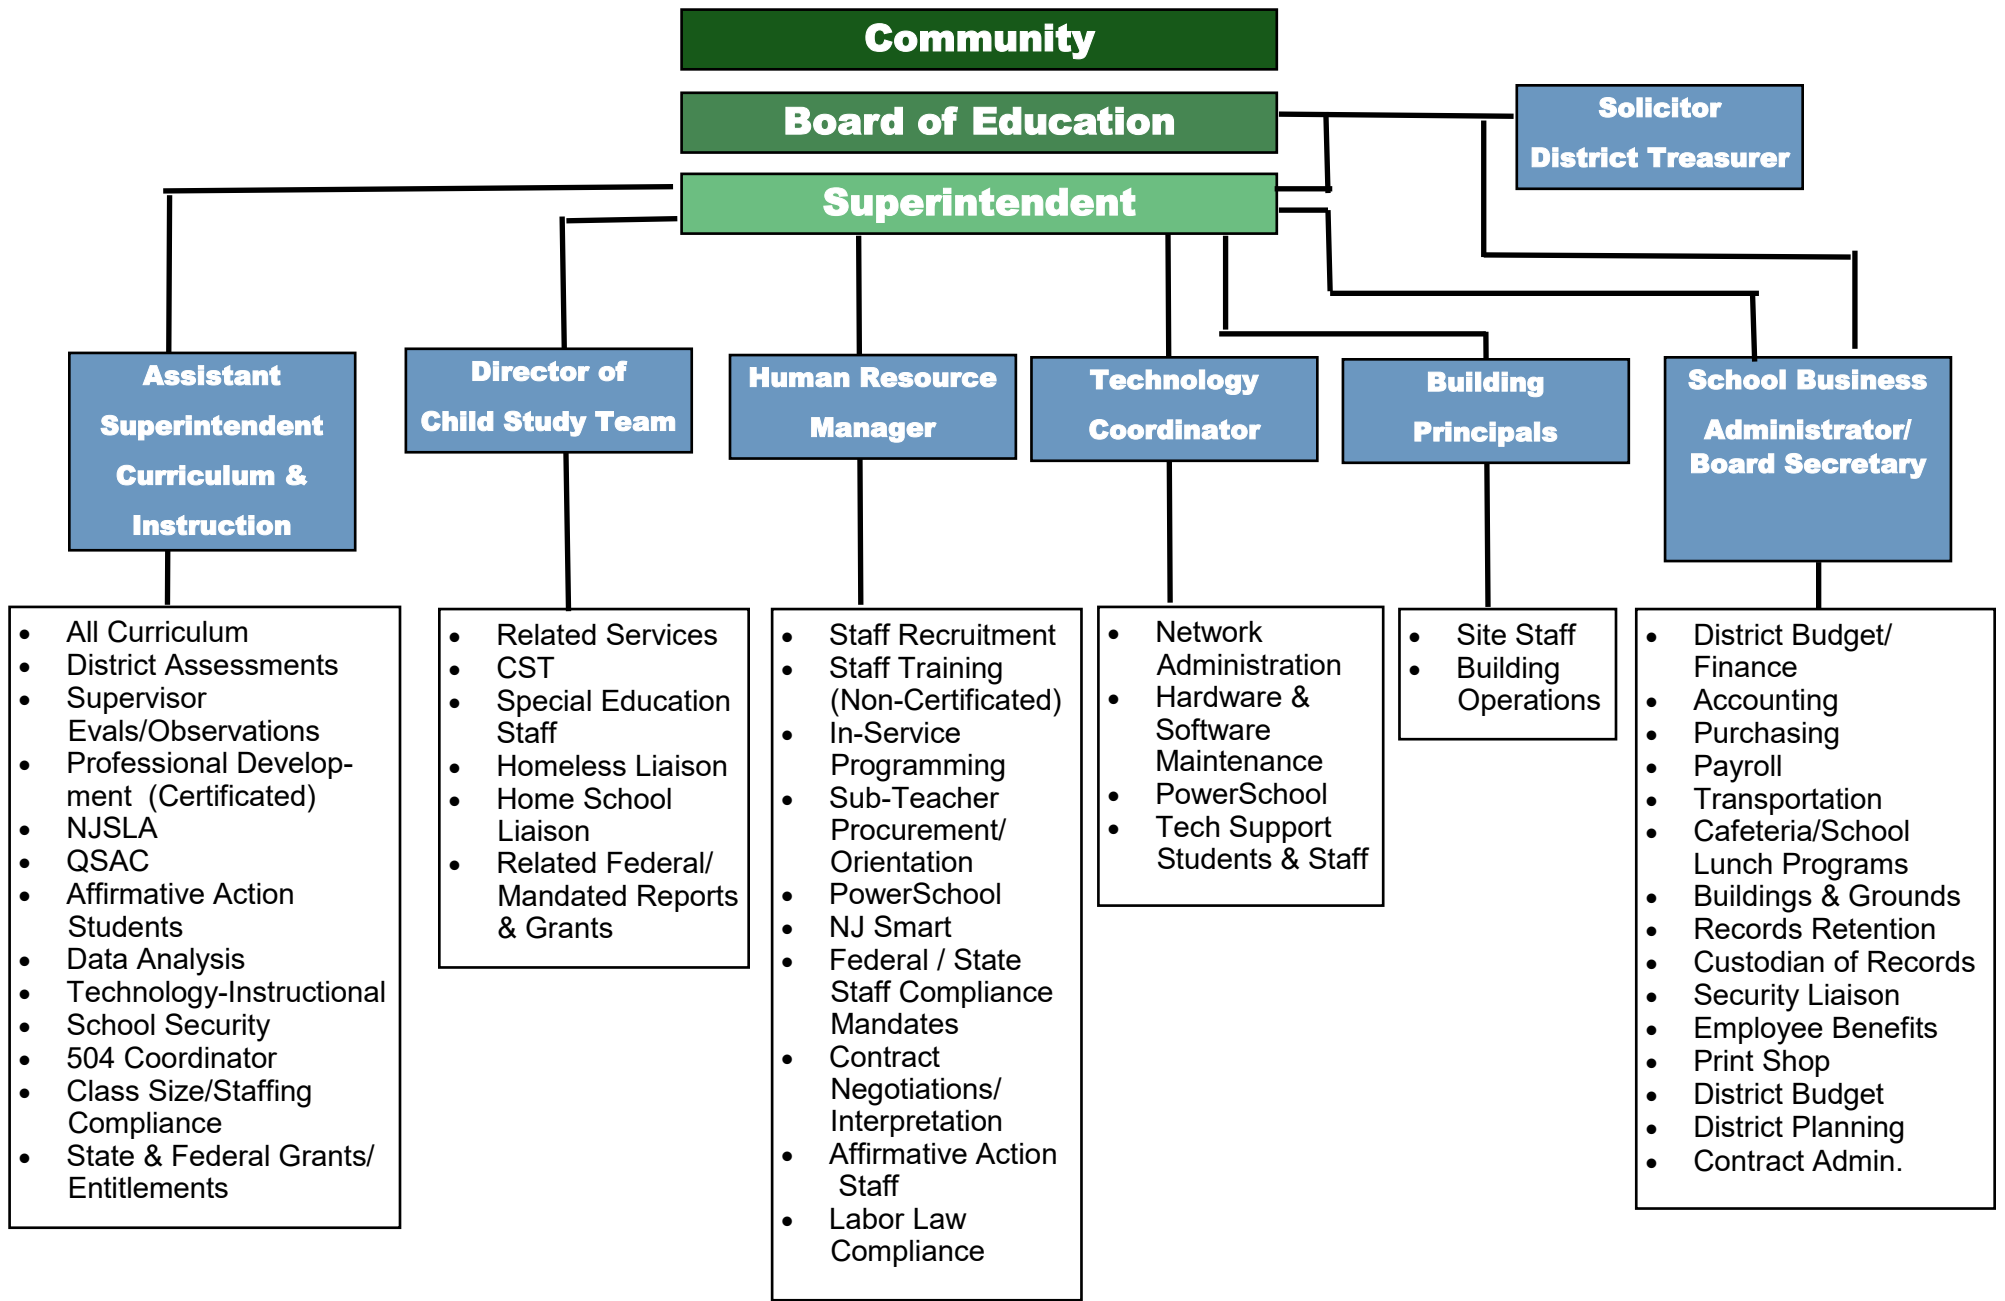 Community
Board of Education
Solicitor
District Treasurer
Superintendent
Assistant
Superintendent
Curriculum &
Instruction
Director of
Child Study Team
Human Resource
Manager
Technology
Coordinator
Building
Principals
School Business
Administrator/
Board Secretary
• All Curriculum
• District Assessments
• Supervisor
Evals/Observations
• Professional Develop-
ment (Certificated)
• NJSLA
• QSAC
• Affirmative Action
Students
• Data Analysis
• Technology-Instructional
• School Security
• 504 Coordinator
• Class Size/Staffing
Compliance
• State & Federal Grants/
Entitlements
• Related Services
• CST
• Special Education
Staff
• Homeless Liaison
• Home School
Liaison
• Related Federal/
Mandated Reports
& Grants
• Staff Recruitment
• Staff Training
(Non-Certificated)
• In-Service
Programming
• Sub-Teacher
Procurement/
Orientation
• PowerSchool
• NJ Smart
• Federal / State
Staff Compliance
Mandates
• Contract
Negotiations/
Interpretation
• Affirmative Action
Staff
• Labor Law
Compliance
• Network
Administration
• Hardware &
Software
Maintenance
• PowerSchool
• Tech Support
Students & Staff
• Site Staff
• Building
Operations
• District Budget/
Finance
• Accounting
• Purchasing
• Payroll
• Transportation
• Cafeteria/School
Lunch Programs
• Buildings & Grounds
• Records Retention
• Custodian of Records
• Security Liaison
• Employee Benefits
• Print Shop
• District Budget
• District Planning
• Contract Admin.